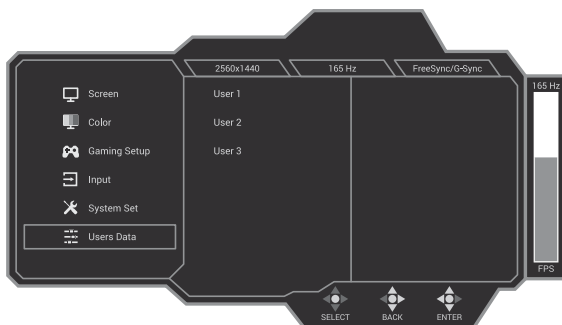 2560x1440
165 Hz
FreeSync/G-Sync
165 Hz
Screen
User 1
Color
User 2
Gaming Setup
User 3
Input
System Set
Users Data
FPS
SELECT
BACK
ENTER